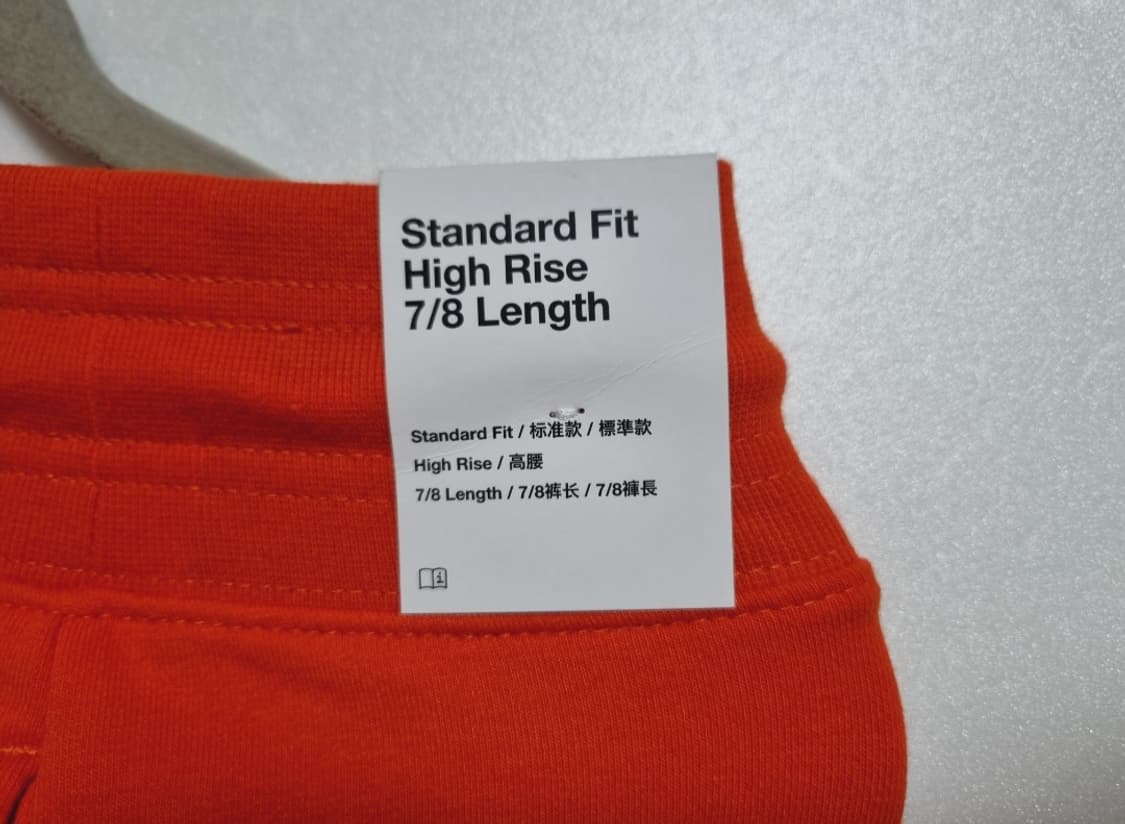 Standard Fit
High Rise
7/8 Length
Standard Fit / 标准款 / 標準款
High Rise / 高腰
7/8 Length / 7/8裤长 / 7/8褲長